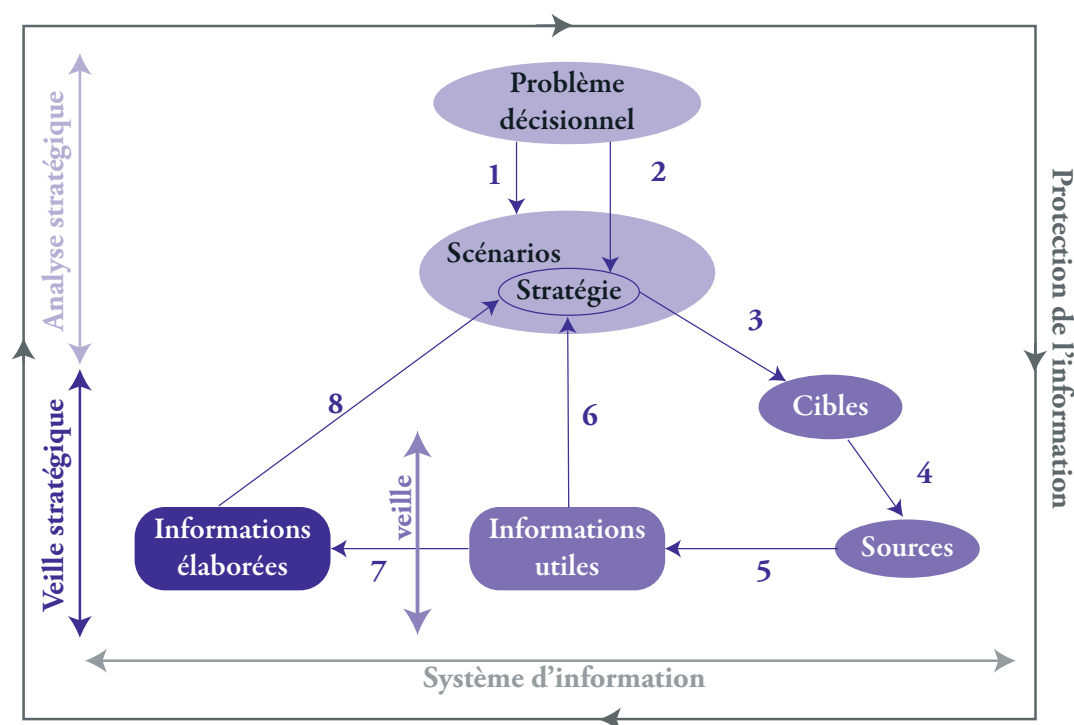 Problème
décisionnel
1
2
Analyse stratégique
Scénarios
Stratégie
3
Protection de l'information
Cibles
8
6
4
Veille stratégique
veille
Informations
élaborées
7
Informations
utiles
5
Sources
Système d'information